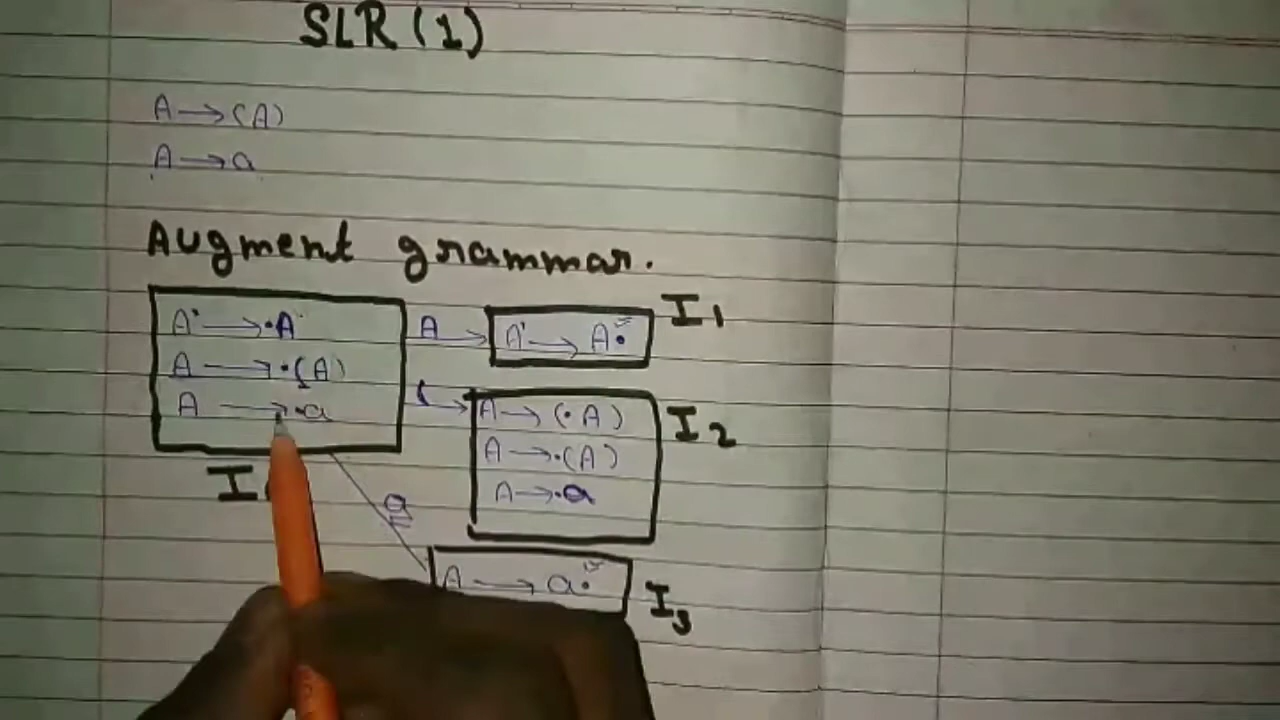 SLR (1)
A → (A)
A → a
Augment grammar.
A' → •A
A → •(A)
A → •a
I
A
A' → A•
I1
(
A → (•A)
A → •(A)
A → •a
I2
a
A → a•
I3